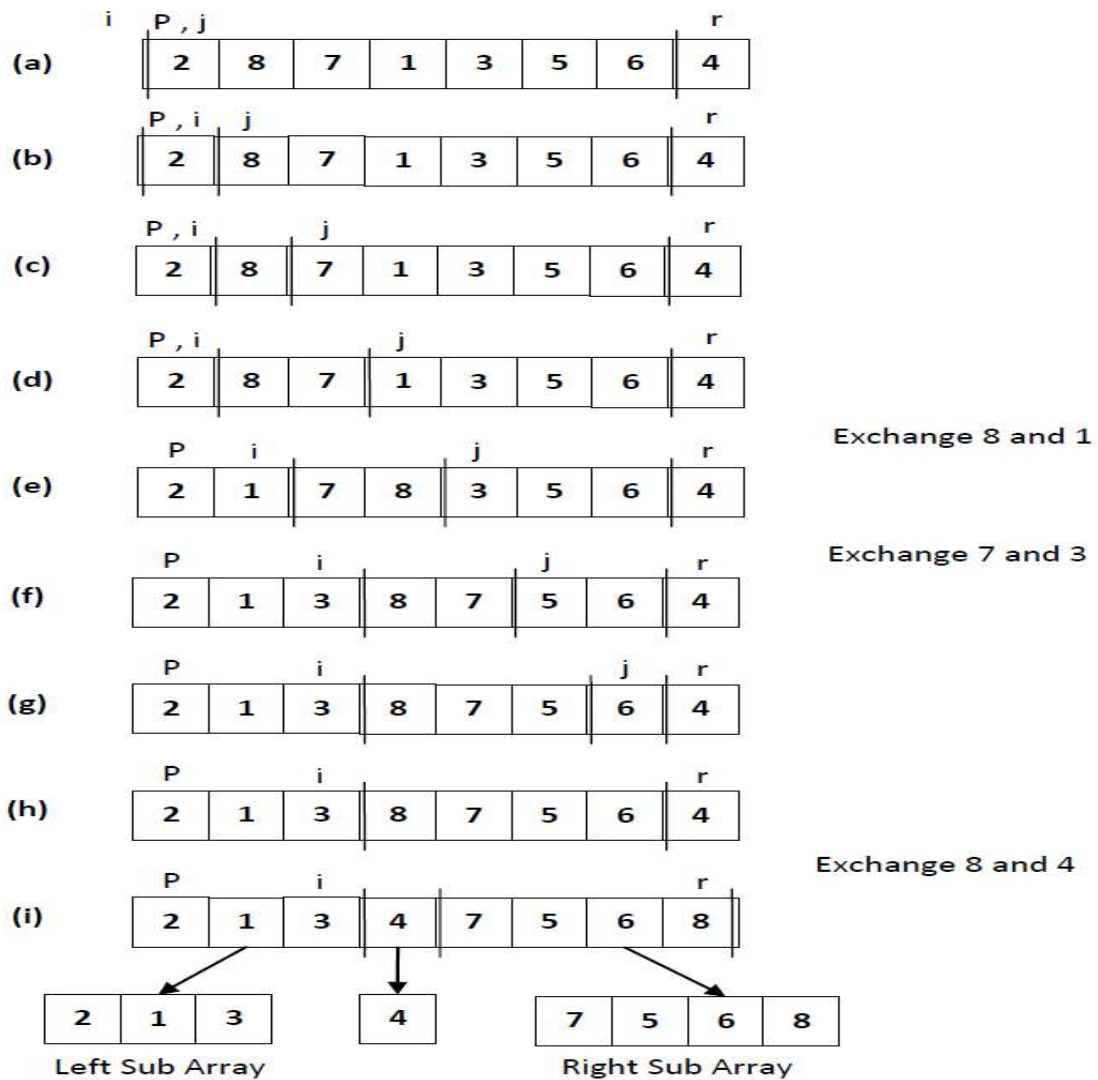 i P , j r
(a) 2 8 7 1 3 5 6 4
P , i j r
(b) 2 8 7 1 3 5 6 4
P , i j r
(c) 2 8 7 1 3 5 6 4
P , i j r
(d) 2 8 7 1 3 5 6 4
Exchange 8 and 1
P i j r
(e) 2 1 7 8 3 5 6 4
Exchange 7 and 3
P i j r
(f) 2 1 3 8 7 5 6 4
P i j r
(g) 2 1 3 8 7 5 6 4
P i r
(h) 2 1 3 8 7 5 6 4
Exchange 8 and 4
P i r
(i) 2 1 3 4 7 5 6 8
2 1 3 4 7 5 6 8
Left Sub Array Right Sub Array